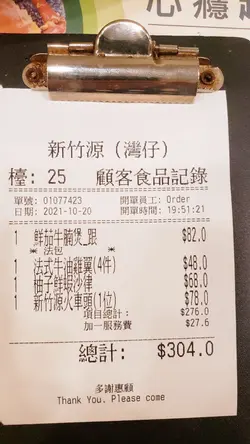 新竹源（灣仔）
檯: 25 顧客食品記錄
單號: 01077423 開單員工: Order
日期: 2021-10-20 開單時間: 19:51:21
1 鮮茄牛腩煲_跟 $82.0
※ 法包 ※
1 法式牛油雞翼(4件) $48.0
1 柚子鮮蝦沙律 $68.0
1 新竹源火車頭(1位) $78.0
項目總計: $276.0
加一服務費 $27.6
總計: $304.0
多謝惠顧
Thank You. Please come